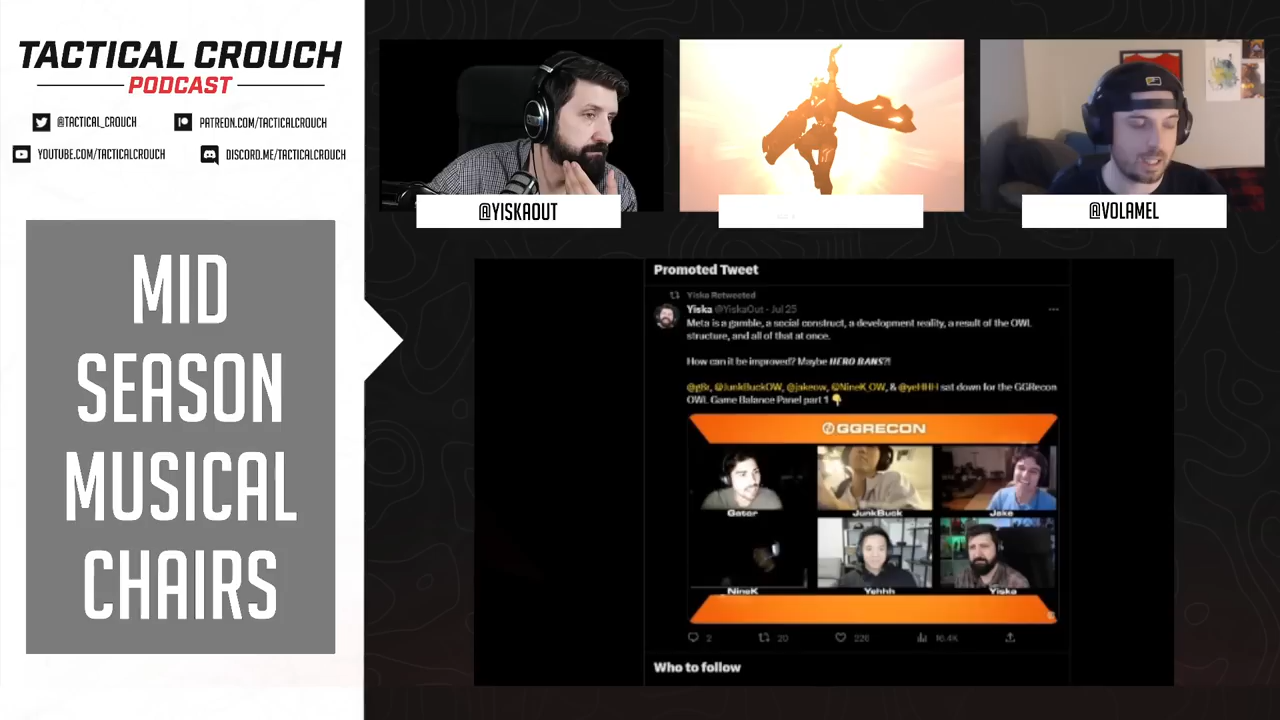 TACTICAL CROUCH
PODCAST
@TACTICAL_CROUCH
PATREON.COM/TACTICALCROUCH
YOUTUBE.COM/TACTICALCROUCH
DISCORD.ME/TACTICALCROUCH
MID
SEASON
MUSICAL
CHAIRS
@YISKAOUT
@VOLAMEL
Promoted Tweet
Yiska Retweeted
Yiska @YiskaOut · Jul 25
Meta is a gamble, a social construct, a development reality, a result of the OWL
structure, and all of that at once.
How can it be improved? Maybe HERO BANS?!
@JunkBuckOW, @jakeow, @NineK_OW, & @yeHHH sat down for the GGRecon
OWL Game Balance Panel part 1
GGRECON
Gator
JunkBuck
Jake
NineK
Yehhh
Yiska
2
20
226
16.4K
Who to follow